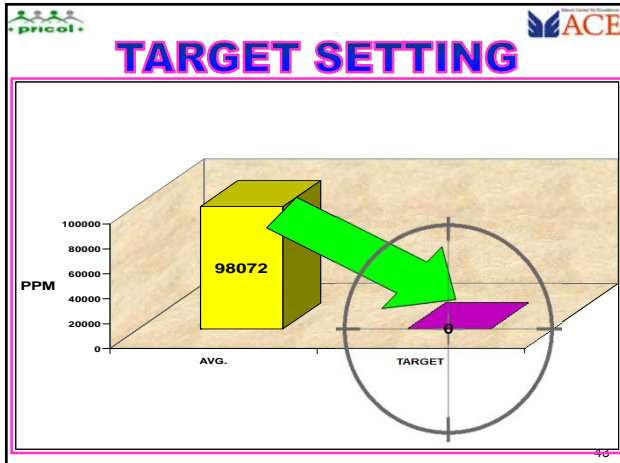 pricol
ACE
TARGET SETTING
100000
80000
60000
40000
20000
0
PPM
98072
0
AVG.
TARGET
43